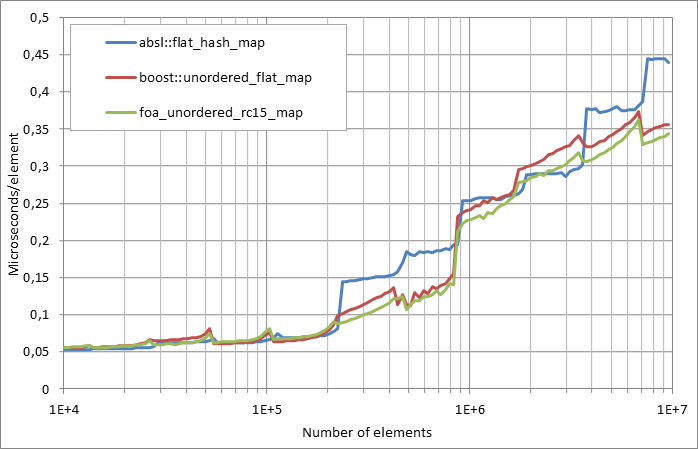 0,5
0,45
0,4
0,35
0,3
0,25
0,2
0,15
0,1
0,05
0
Microseconds/element
absl::flat_hash_map
boost::unordered_flat_map
foa_unordered_rc15_map
1E+4 1E+5 1E+6 1E+7
Number of elements